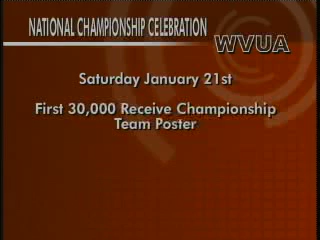 NATIONAL CHAMPIONSHIP CELEBRATION
WVUA
Saturday January 21st
First 30,000 Receive Championship
Team Poster